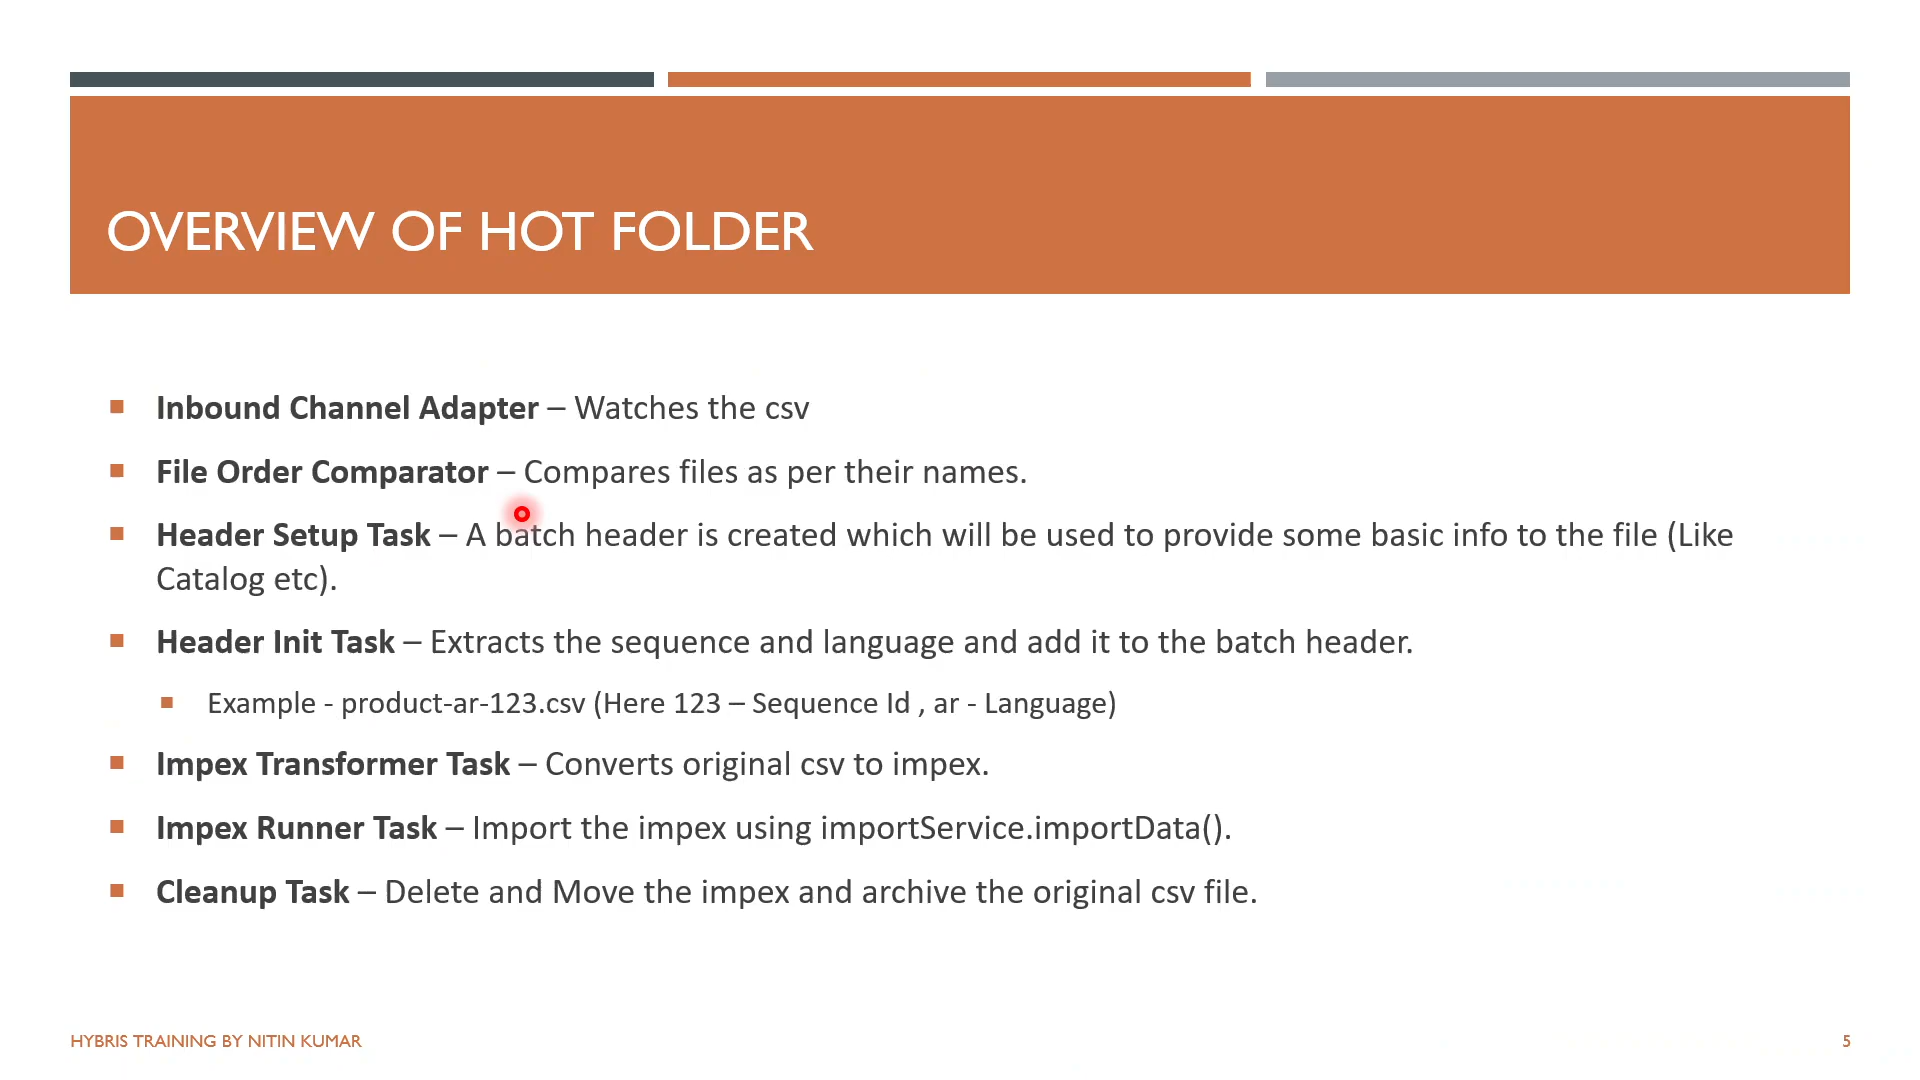 OVERVIEW OF HOT FOLDER
Inbound Channel Adapter – Watches the csv
File Order Comparator – Compares files as per their names.
Header Setup Task – A batch header is created which will be used to provide some basic info to the file (Like
Catalog etc).
Header Init Task – Extracts the sequence and language and add it to the batch header.
Example - product-ar-123.csv (Here 123 – Sequence Id , ar - Language)
Impex Transformer Task – Converts original csv to impex.
Impex Runner Task – Import the impex using importService.importData().
Cleanup Task – Delete and Move the impex and archive the original csv file.
HYBRIS TRAINING BY NITIN KUMAR
5